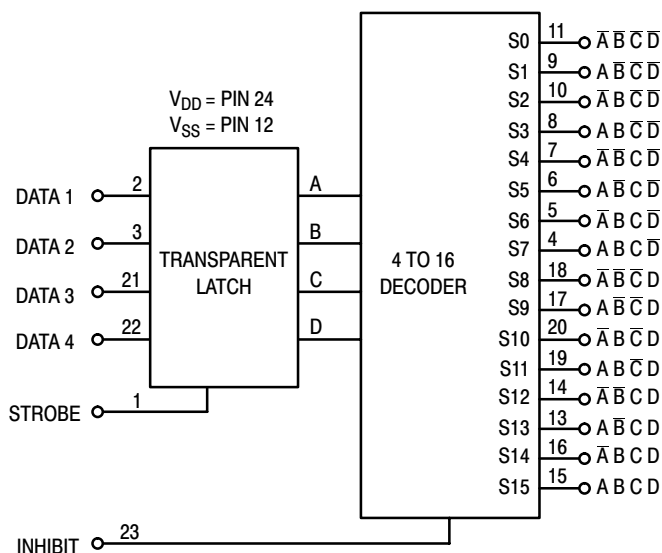 V_DD = PIN 24
V_SS = PIN 12
DATA 1
DATA 2
DATA 3
DATA 4
STROBE
INHIBIT
2
3
21
22
1
23
TRANSPARENT
LATCH
A
B
C
D
4 TO 16
DECODER
S0 11 A̅ B̅ C̅ D̅
S1 9 A B̅ C̅ D̅
S2 10 A̅ B C̅ D̅
S3 8 A B C̅ D̅
S4 7 A̅ B̅ C D̅
S5 6 A B̅ C D̅
S6 5 A̅ B C D̅
S7 4 A B C D̅
S8 18 A̅ B̅ C̅ D
S9 17 A B̅ C̅ D
S10 20 A̅ B C̅ D
S11 19 A B C̅ D
S12 14 A̅ B̅ C D
S13 13 A B̅ C D
S14 16 A̅ B C D
S15 15 A B C D